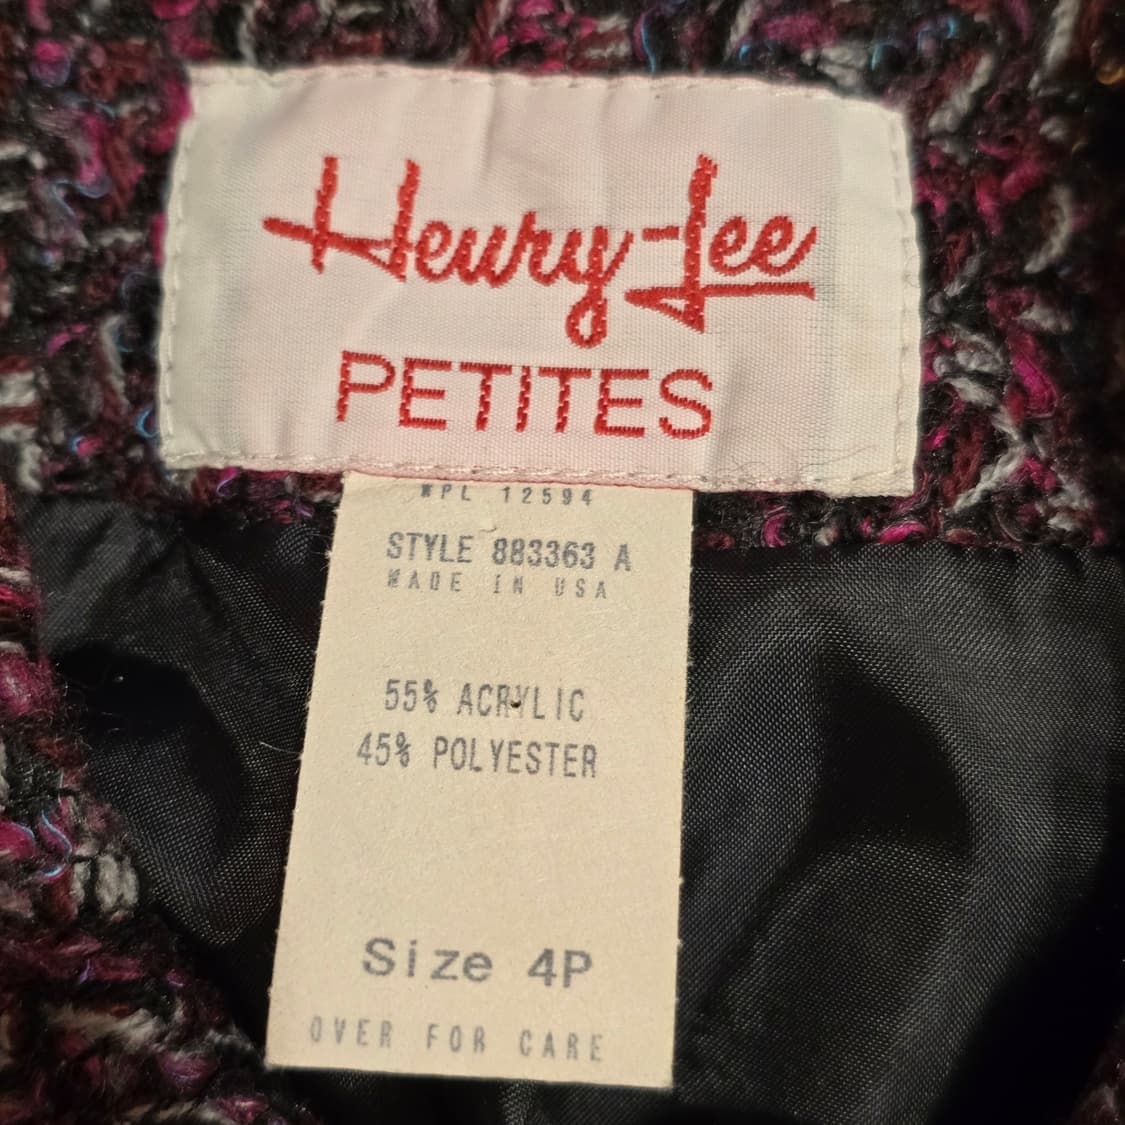 Henry-Lee
PETITES
WPL 12594
STYLE 883363 A
MADE IN USA
55% ACRYLIC
45% POLYESTER
Size 4P
OVER FOR CARE